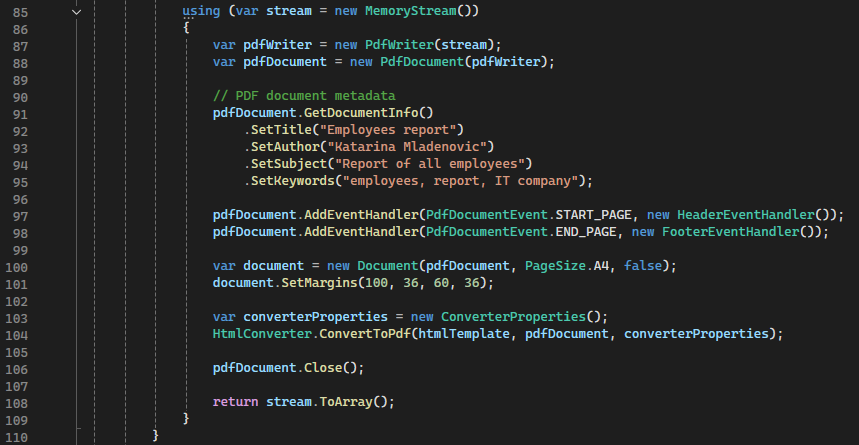 85 using (var stream = new MemoryStream())
86 {
87 var pdfWriter = new PdfWriter(stream);
88 var pdfDocument = new PdfDocument(pdfWriter);
89
90 // PDF document metadata
91 pdfDocument.GetDocumentInfo()
92 .SetTitle("Employees report")
93 .SetAuthor("Katarina Mladenovic")
94 .SetSubject("Report of all employees")
95 .SetKeywords("employees, report, IT company");
96
97 pdfDocument.AddEventHandler(PdfDocumentEvent.START_PAGE, new HeaderEventHandler());
98 pdfDocument.AddEventHandler(PdfDocumentEvent.END_PAGE, new FooterEventHandler());
99
100 var document = new Document(pdfDocument, PageSize.A4, false);
101 document.SetMargins(100, 36, 60, 36);
102
103 var converterProperties = new ConverterProperties();
104 HtmlConverter.ConvertToPdf(htmlTemplate, pdfDocument, converterProperties);
105
106 pdfDocument.Close();
107
108 return stream.ToArray();
109 }
110 }